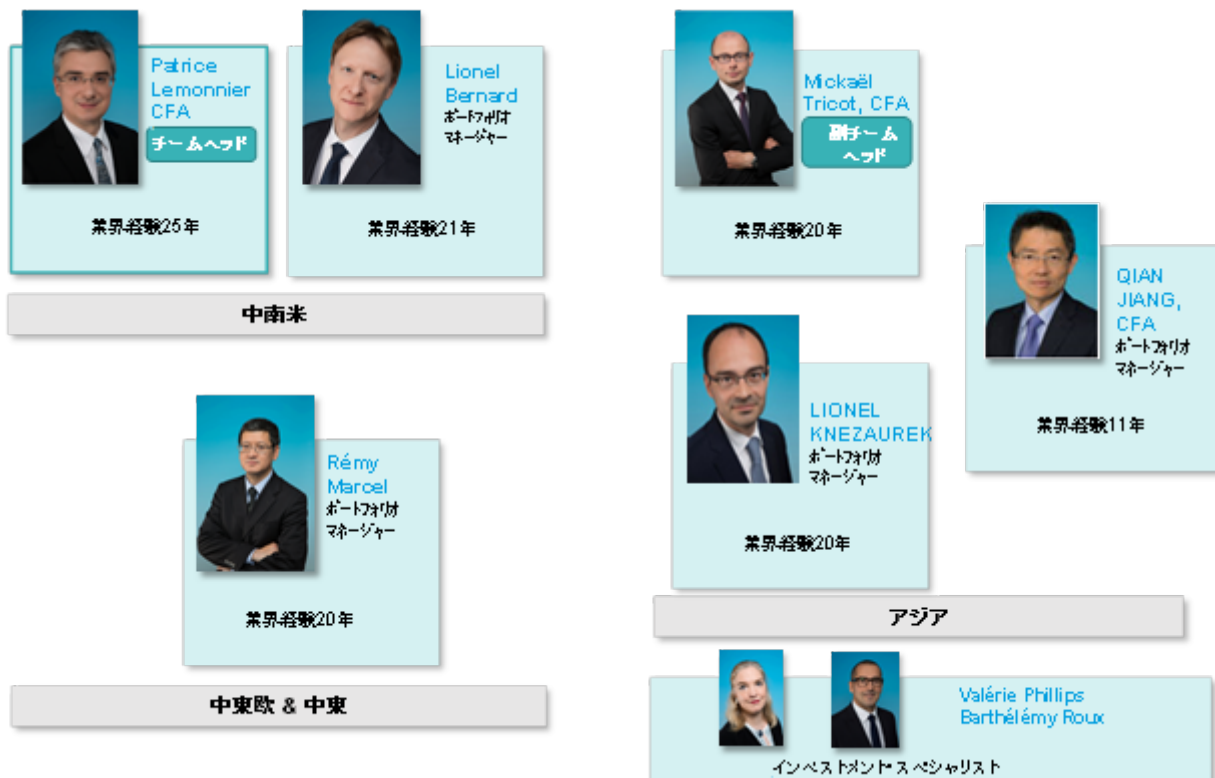 Patrice
Lemonnier
CFA
チームヘッド
業界経験25年
Lionel
Bernard
ポートフォリオ
マネージャー
業界経験21年
中南米
Rémy
Marcel
ポートフォリオ
マネージャー
業界経験20年
中東欧 & 中東
Mickaël
Tricot, CFA
副チーム
ヘッド
業界経験20年
QIAN
JIANG,
CFA
ポートフォリオ
マネージャー
業界経験11年
LIONEL
KNEZAUREK
ポートフォリオ
マネージャー
業界経験20年
アジア
Valérie Phillips
Barthélémy Roux
インベストメント・スペシャリスト